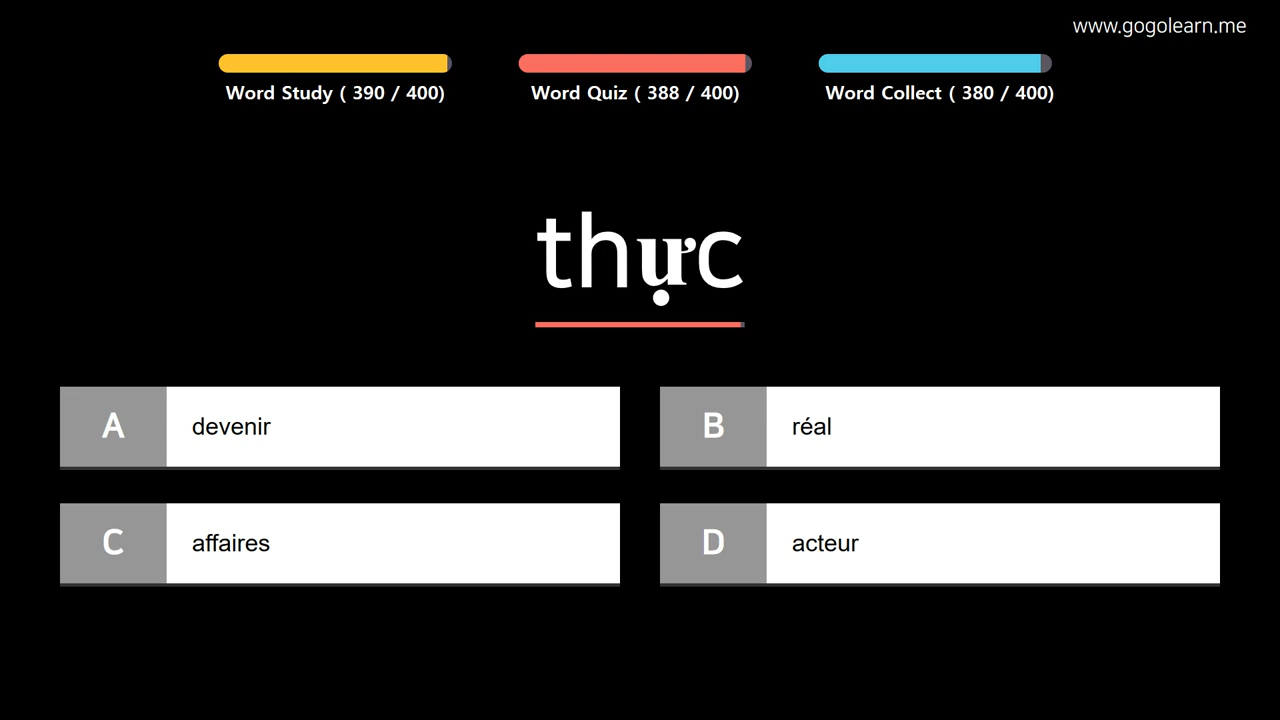 www.gogolearn.me
Word Study ( 390 / 400)
Word Quiz ( 388 / 400)
Word Collect ( 380 / 400)
thực
A devenir
B réal
C affaires
D acteur